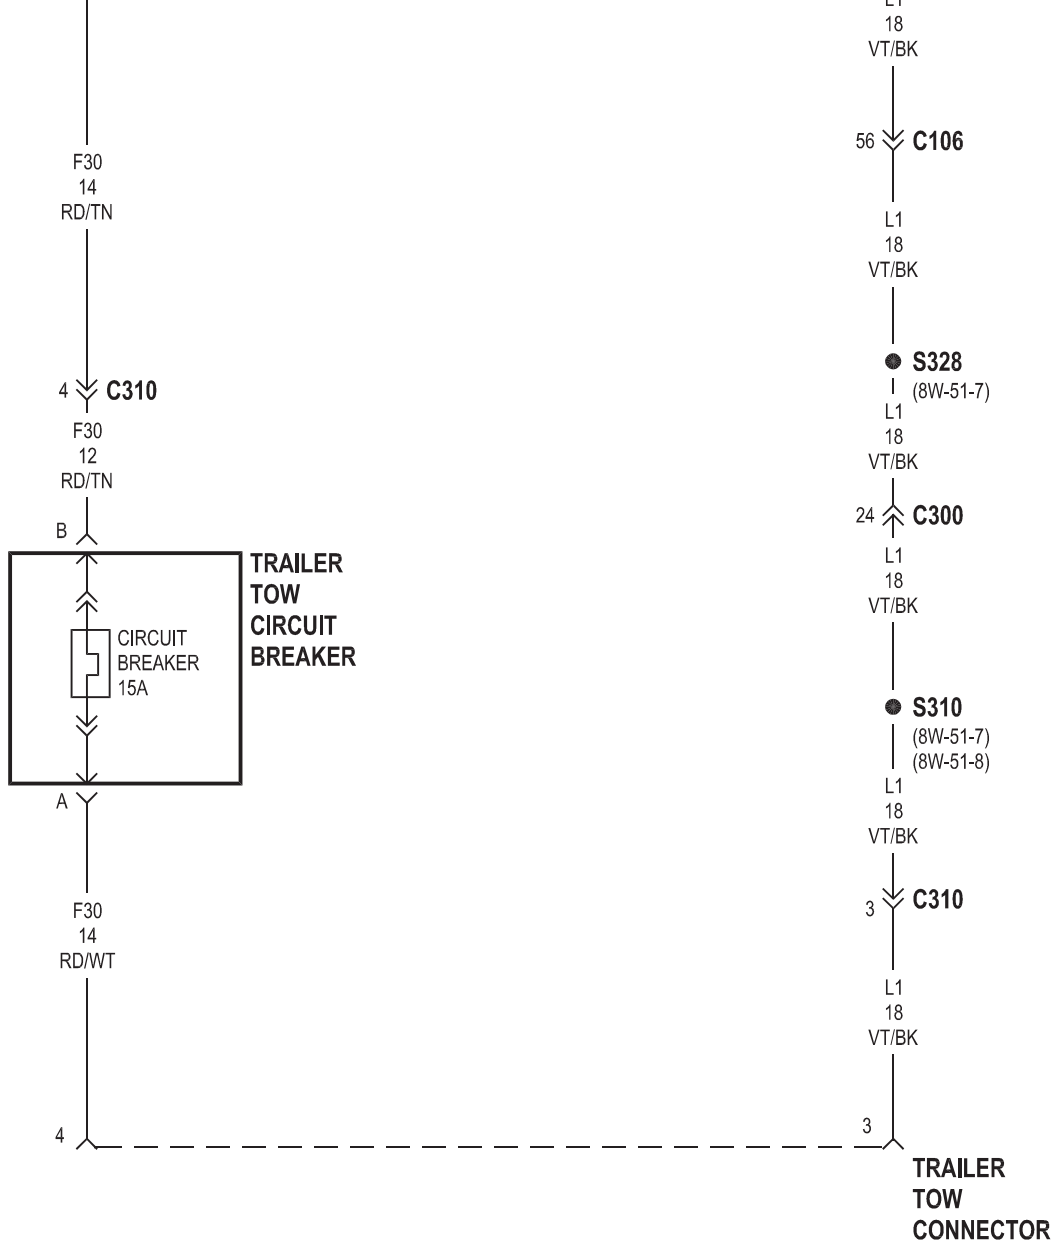 F30
14
RD/TN
4
C310
F30
12
RD/TN
B
TRAILER
TOW
CIRCUIT
BREAKER
CIRCUIT
BREAKER
15A
A
F30
14
RD/WT
4
L1
18
VT/BK
56
C106
L1
18
VT/BK
S328
(8W-51-7)
L1
18
VT/BK
24
C300
L1
18
VT/BK
S310
(8W-51-7)
(8W-51-8)
L1
18
VT/BK
3
C310
L1
18
VT/BK
3
TRAILER
TOW
CONNECTOR